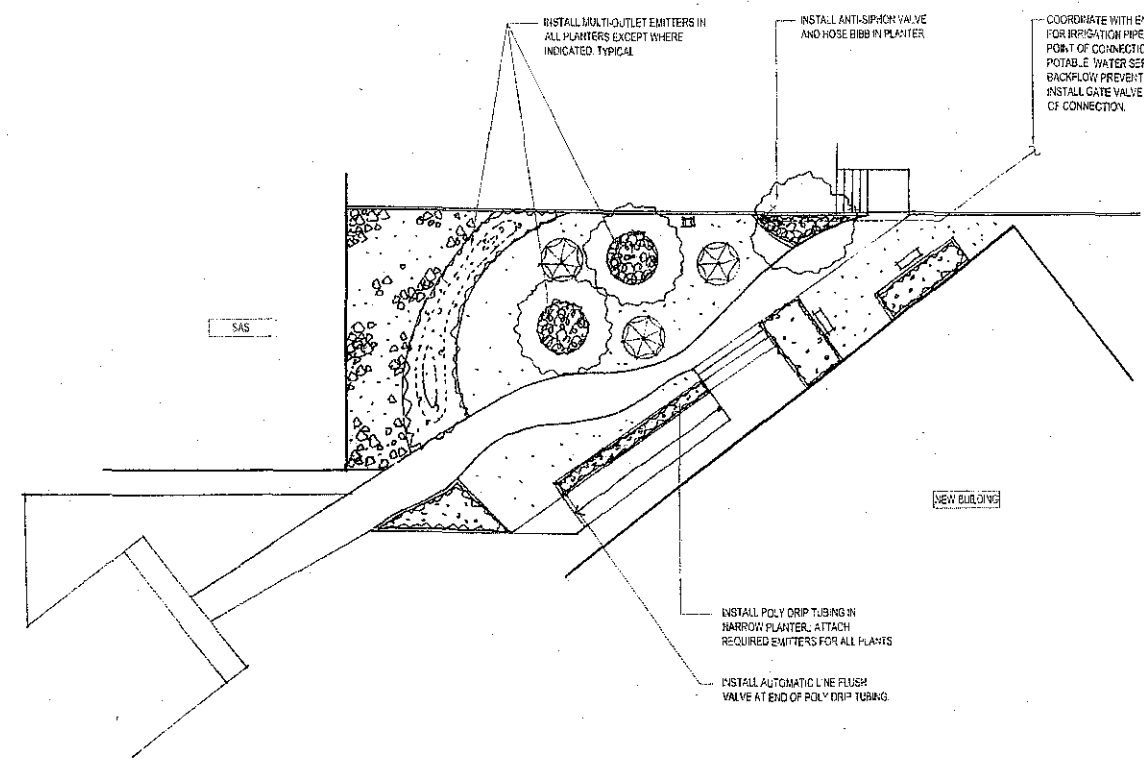 INSTALL MULTI-OUTLET EMITTERS IN
ALL PLANTERS EXCEPT WHERE
INDICATED. TYPICAL
INSTALL ANTI-SIPHON VALVE
AND HOSE BIBB IN PLANTER
COORDINATE WITH
FOR IRRIGATION PIPE
POINT OF CONNECTIO
POTABLE WATER SER
BACKFLOW PREVENT
INSTALL GATE VALVE
OF CONNECTION.
SAS
NEW BUILDING
INSTALL POLY DRIP TUBING IN
NARROW PLANTER. ATTACH
REQUIRED EMITTERS FOR ALL PLANTS
INSTALL AUTOMATIC LINE FLUSH
VALVE AT END OF POLY DRIP TUBING.